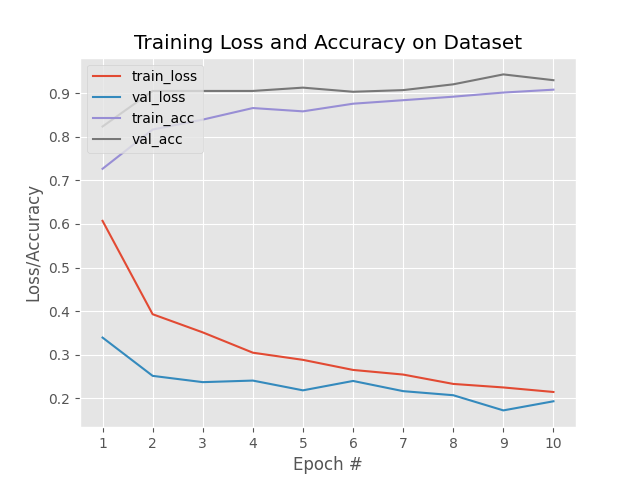 Training Loss and Accuracy on Dataset
train_loss
val_loss
train_acc
val_acc
0.9
0.8
0.7
0.6
0.5
0.4
0.3
0.2
Loss/Accuracy
1 2 3 4 5 6 7 8 9 10
Epoch #